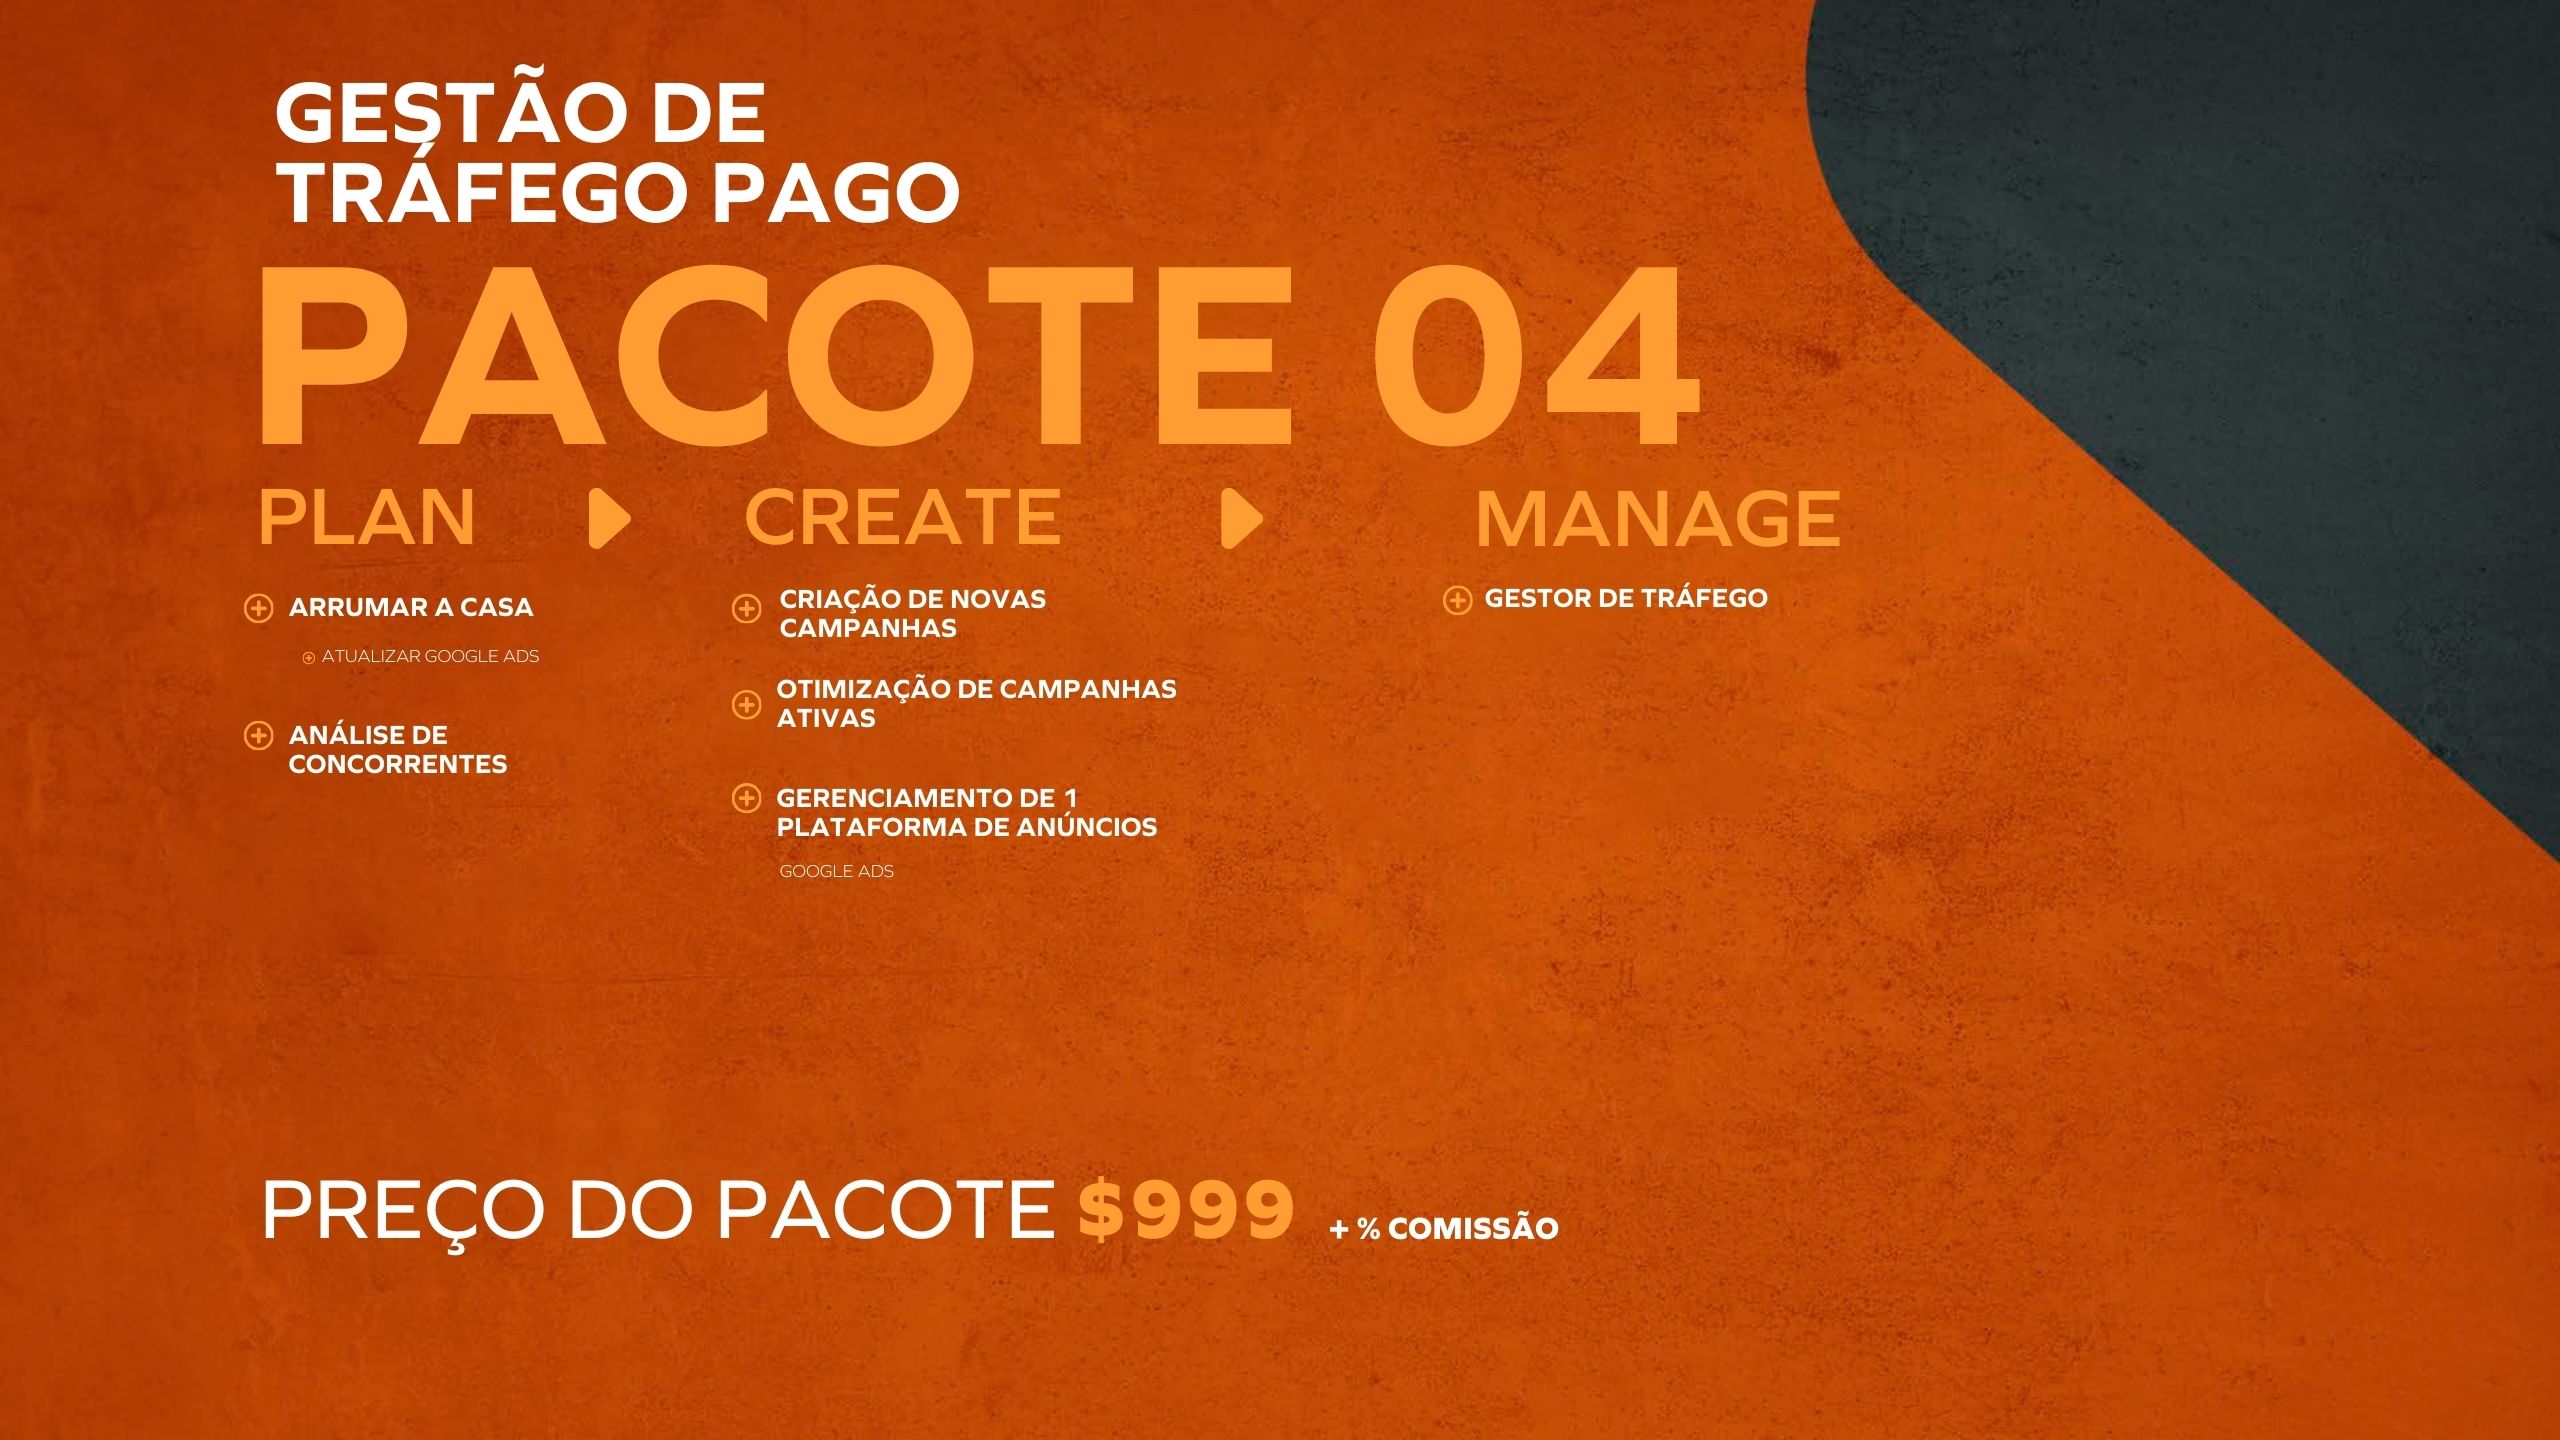 GESTÃO DE
TRÁFEGO PAGO
PACOTE 04
PLAN
ARRUMAR A CASA
ATUALIZAR GOOGLE ADS
ANÁLISE DE
CONCORRENTES
CREATE
CRIAÇÃO DE NOVAS
CAMPANHAS
OTIMIZAÇÃO DE CAMPANHAS
ATIVAS
GERENCIAMENTO DE 1
PLATAFORMA DE ANÚNCIOS
GOOGLE ADS
MANAGE
GESTOR DE TRÁFEGO
PREÇO DO PACOTE $999 + % COMISSÃO